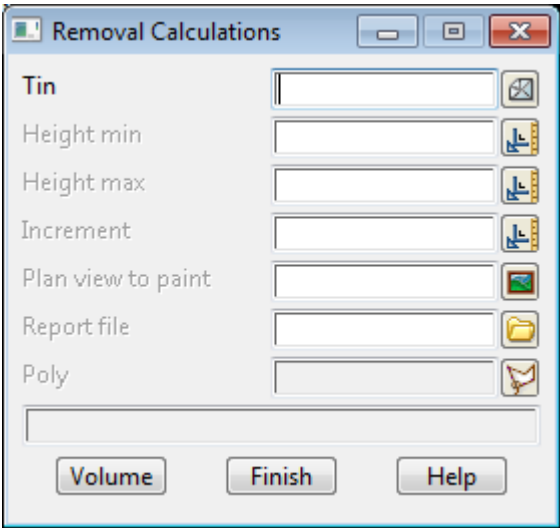 Removal Calculations
Tin
Height min
Height max
Increment
Plan view to paint
Report file
Poly
Volume Finish Help